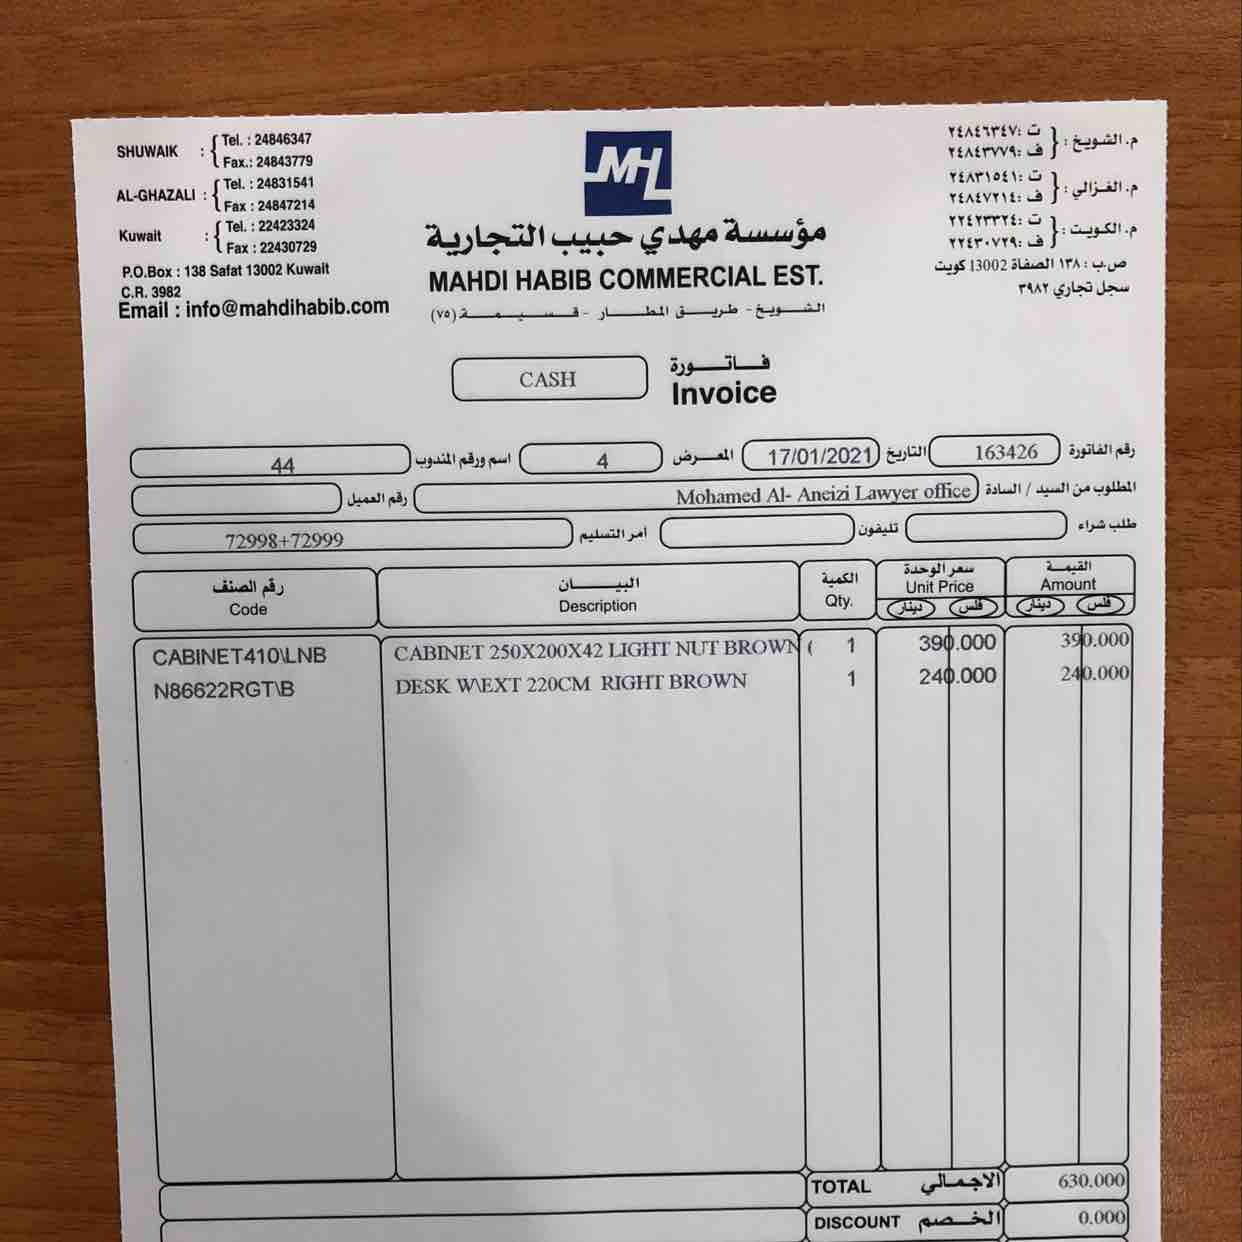 SHUWAIK : Tel. : 24846347
Fax.: 24843779
AL-GHAZALI : Tel. : 24831541
Fax : 24847214
Kuwait : Tel. : 22423324
Fax : 22430729
P.O.Box : 138 Safat 13002 Kuwait
C.R. 3982
Email : info@mahdihabib.com
MHL
مؤسسة مهدي حبيب التجارية
MAHDI HABIB COMMERCIAL EST.
الشويخ - طريق المطار - قسيمة (٧٥)
م. الشويخ : ت :٢٤٨٤٦٣٤٧
ف :٢٤٨٤٣٧٧٩
م. الغزالي : ت :٢٤٨٣١٥٤١
ف :٢٤٨٤٧٢١٤
م. الكويت : ت :٢٢٤٢٣٣٢٤
ف :٢٢٤٣٠٧٢٩
ص.ب : ١٣٨ الصفاة 13002 كويت
سجل تجاري ٣٩٨٢
فاتورة
CASH Invoice
رقم الفاتورة 163426 التاريخ 17/01/2021 المعرض 4 اسم ورقم المندوب 44
المطلوب من السيد / السادة Mohamed Al- Aneizi Lawyer office رقم العميل
طلب شراء تليفون أمر التسليم 72998+72999
رقم الصنف البيان الكمية سعر الوحدة القيمة
Code Description Qty. Unit Price Amount
دينار فلس دينار فلس
CABINET410\LNB CABINET 250X200X42 LIGHT NUT BROWN ( 1 390.000 390.000
N86622RGT\B DESK W\EXT 220CM RIGHT BROWN 1 240.000 240.000
TOTAL الاجمالي 630.000
DISCOUNT الخصم 0.000